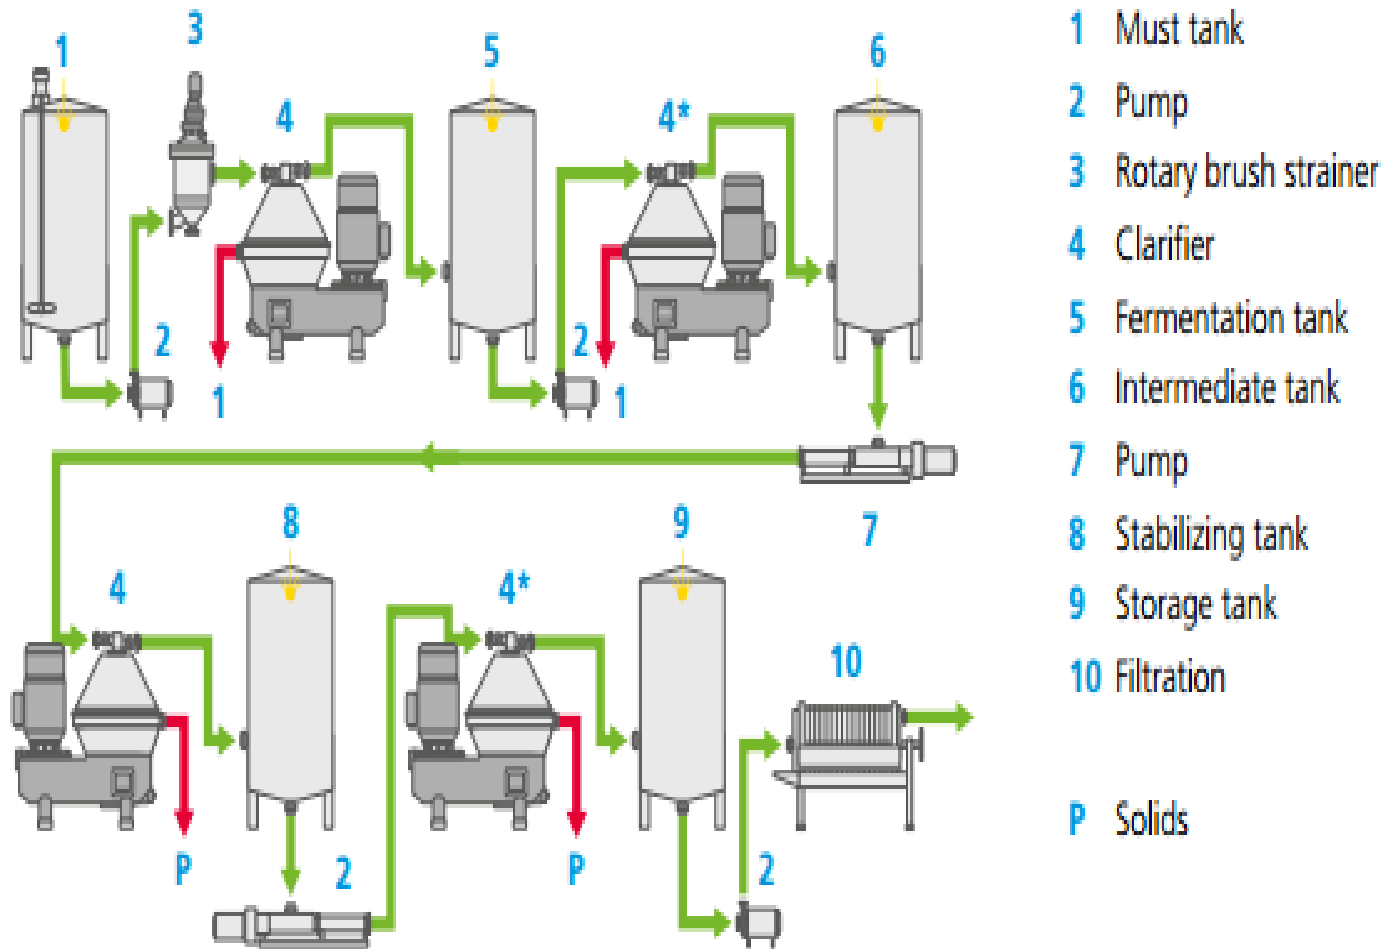 1
3
4
5
4*
6
2
1
2
1
7
4
8
4*
9
10
P
2
P
2
1 Must tank
2 Pump
3 Rotary brush strainer
4 Clarifier
5 Fermentation tank
6 Intermediate tank
7 Pump
8 Stabilizing tank
9 Storage tank
10 Filtration
P Solids